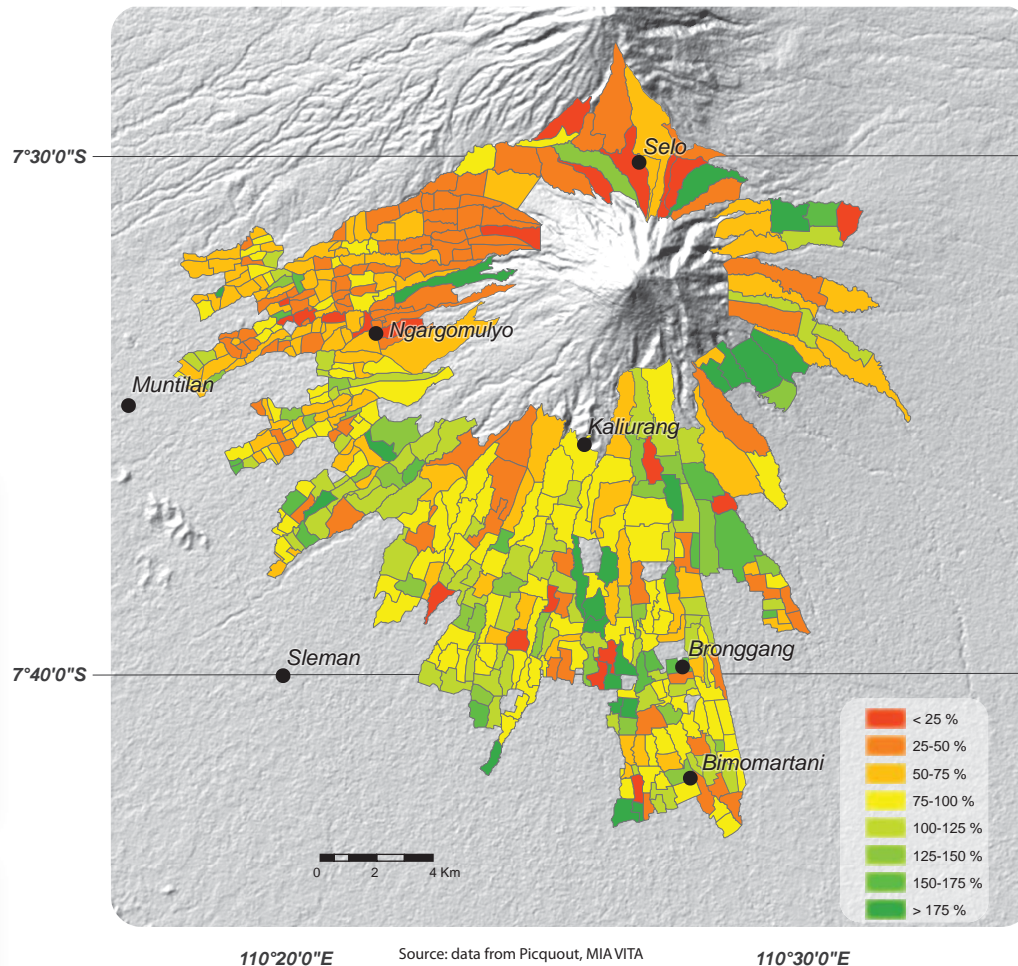 7°30'0"S
Selo
Ngargomulyo
Muntilan
Kaliurang
Bronggang
Sleman
7°40'0"S
Bimomartani
< 25 %
25-50 %
50-75 %
75-100 %
100-125 %
125-150 %
150-175 %
> 175 %
0 2 4 Km
110°20'0"E
Source: data from Picquout, MIA VITA
110°30'0"E